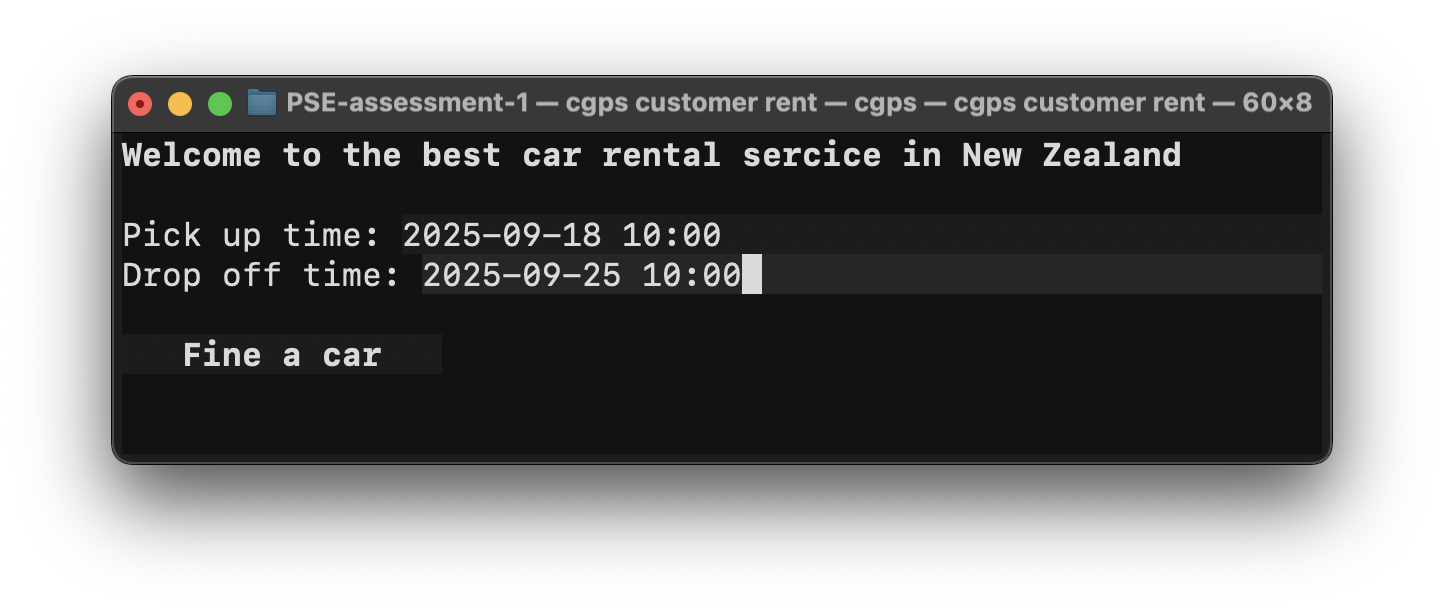 PSE-assessment-1 — cgps customer rent — cgps — cgps customer rent — 60×8
Welcome to the best car rental sercice in New Zealand
Pick up time: 2025-09-18 10:00
Drop off time: 2025-09-25 10:00
Fine a car